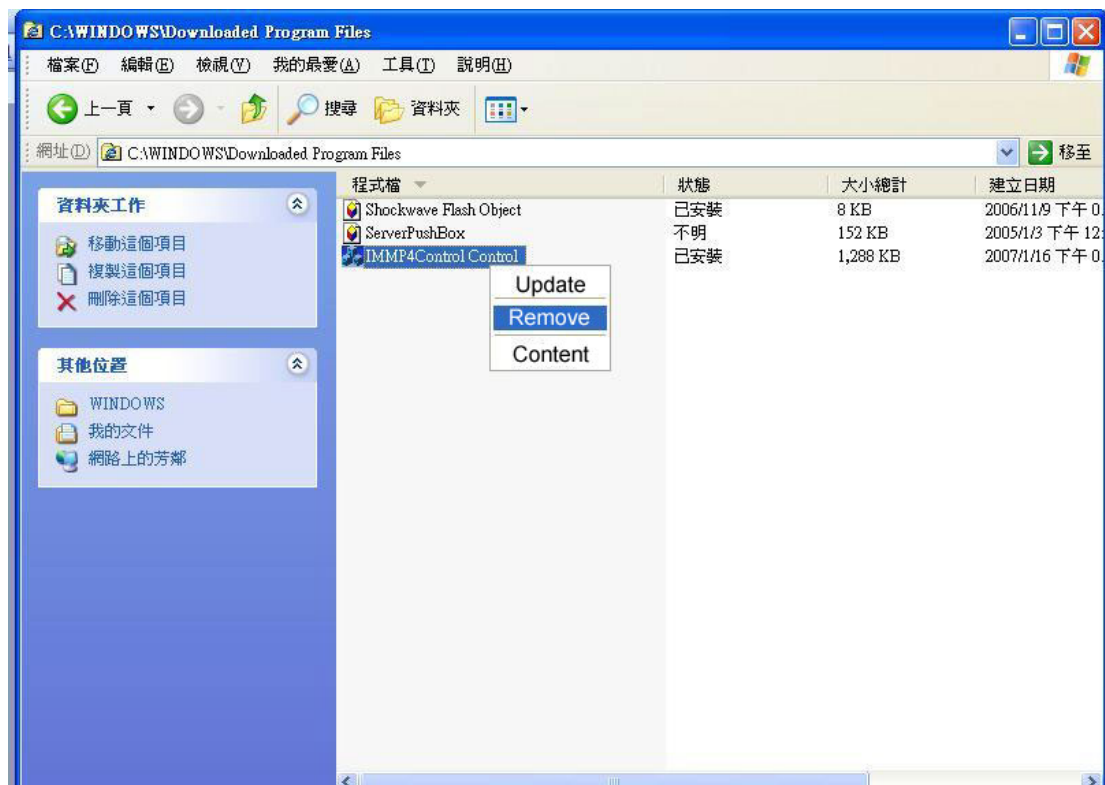 C:\WINDOWS\Downloaded Program Files
檔案(F) 編輯(E) 檢視(V) 我的最愛(A) 工具(T) 說明(H)
上一頁 搜尋 資料夾
網址(D) C:\WINDOWS\Downloaded Program Files 移至
資料夾工作
移動這個項目
複製這個項目
刪除這個項目
其他位置
WINDOWS
我的文件
網路上的芳鄰
程式檔 狀態 大小總計 建立日期
Shockwave Flash Object 已安裝 8 KB 2006/11/9 下午 0
ServerPushBox 不明 152 KB 2005/1/3 下午 12:
IMMP4Control Control 已安裝 1,288 KB 2007/1/16 下午 0
Update
Remove
Content